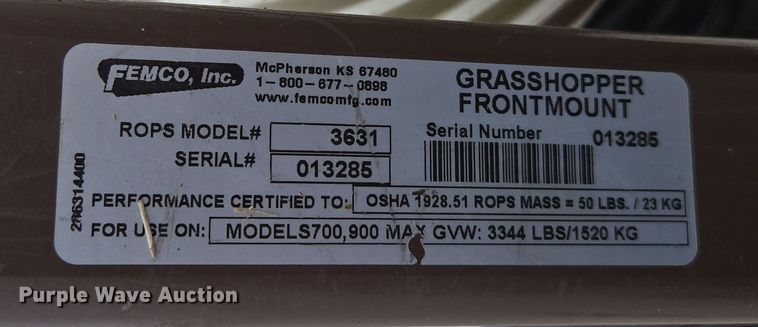 FEMCO, Inc.
McPherson KS 67460
1-800-677-0898
www.femcomfg.com
GRASSHOPPER
FRONTMOUNT
ROPS MODEL# 3631
SERIAL# 013285
Serial Number 013285
PERFORMANCE CERTIFIED TO: OSHA 1928.51 ROPS MASS = 50 LBS. / 23 KG
FOR USE ON: MODELS700,900 MAX GVW: 3344 LBS/1520 KG
2R6314400
Purple Wave Auction